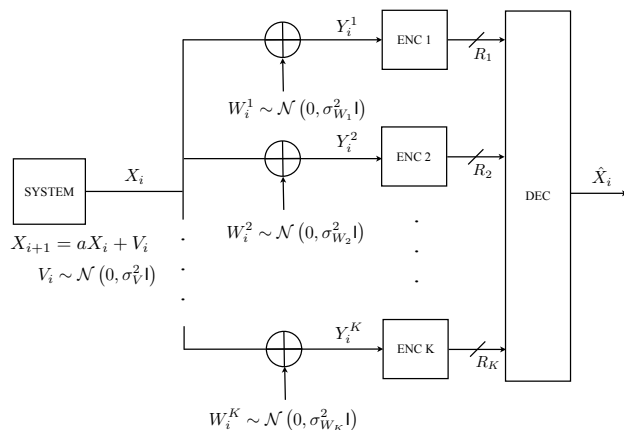 Y_i^1
ENC 1
R_1
W_i^1 ∼ 𝒩(0, σ_{W_1}^2 I)
Y_i^2
ENC 2
R_2
X_i
SYSTEM
X̂_i
DEC
W_i^2 ∼ 𝒩(0, σ_{W_2}^2 I)
X_{i+1} = aX_i + V_i
V_i ∼ 𝒩(0, σ_V^2 I)
Y_i^K
ENC K
R_K
W_i^K ∼ 𝒩(0, σ_{W_K}^2 I)